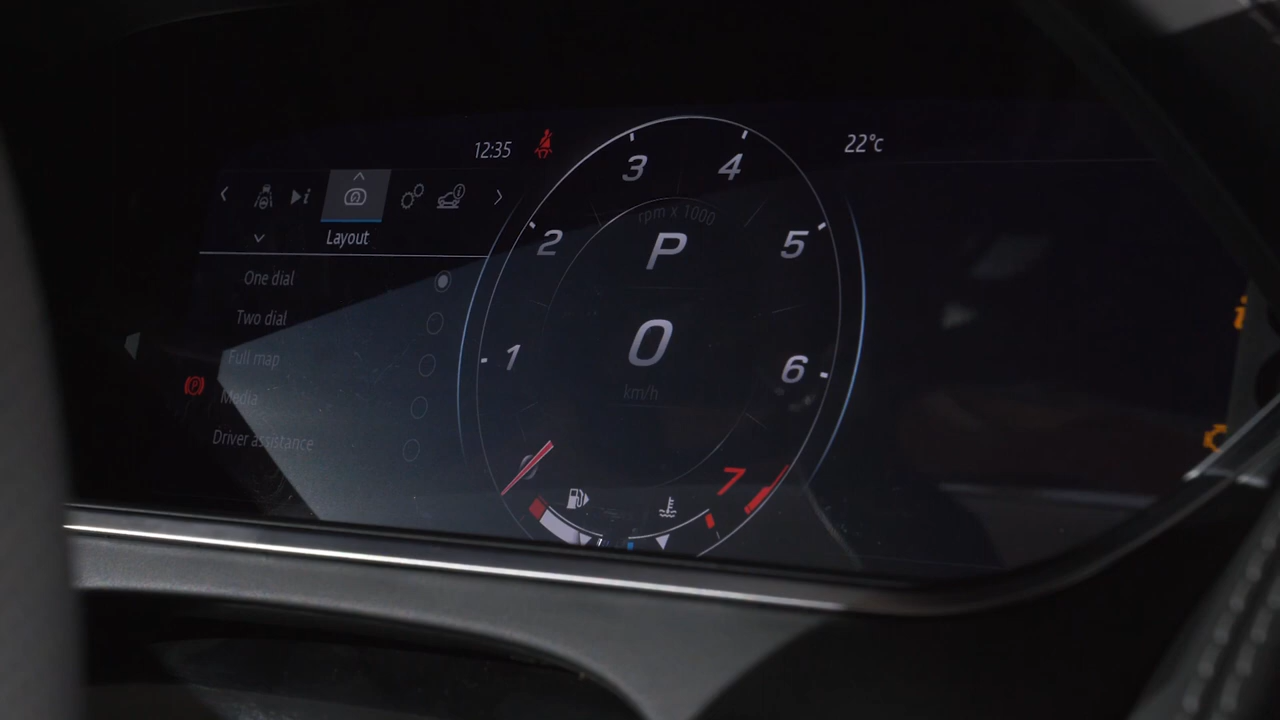 12:35
22°c
Layout
One dial
Two dial
Full map
Media
Driver assistance
3
4
rpm x 1000
2
P
5
0
1
6
km/h
0
7